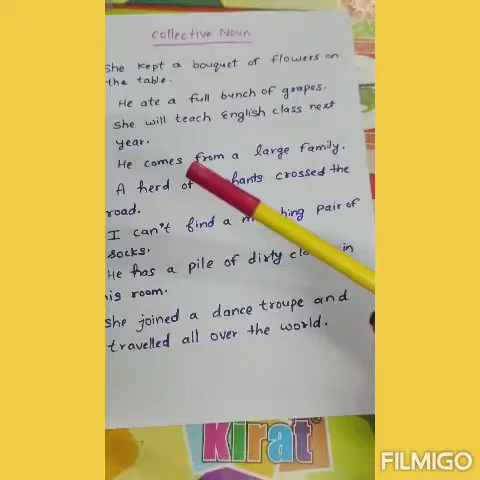 Collective Noun
She kept a bouquet of flowers on
the table.
He ate a full bunch of grapes.
She will teach English class next
year.
He comes from a large family.
A herd of hants crossed the
road.
I can't find a m hing pair of
socks.
He has a pile of dirty clo in
is room.
She joined a dance troupe and
travelled all over the world.
Kirat®
FILMIGO